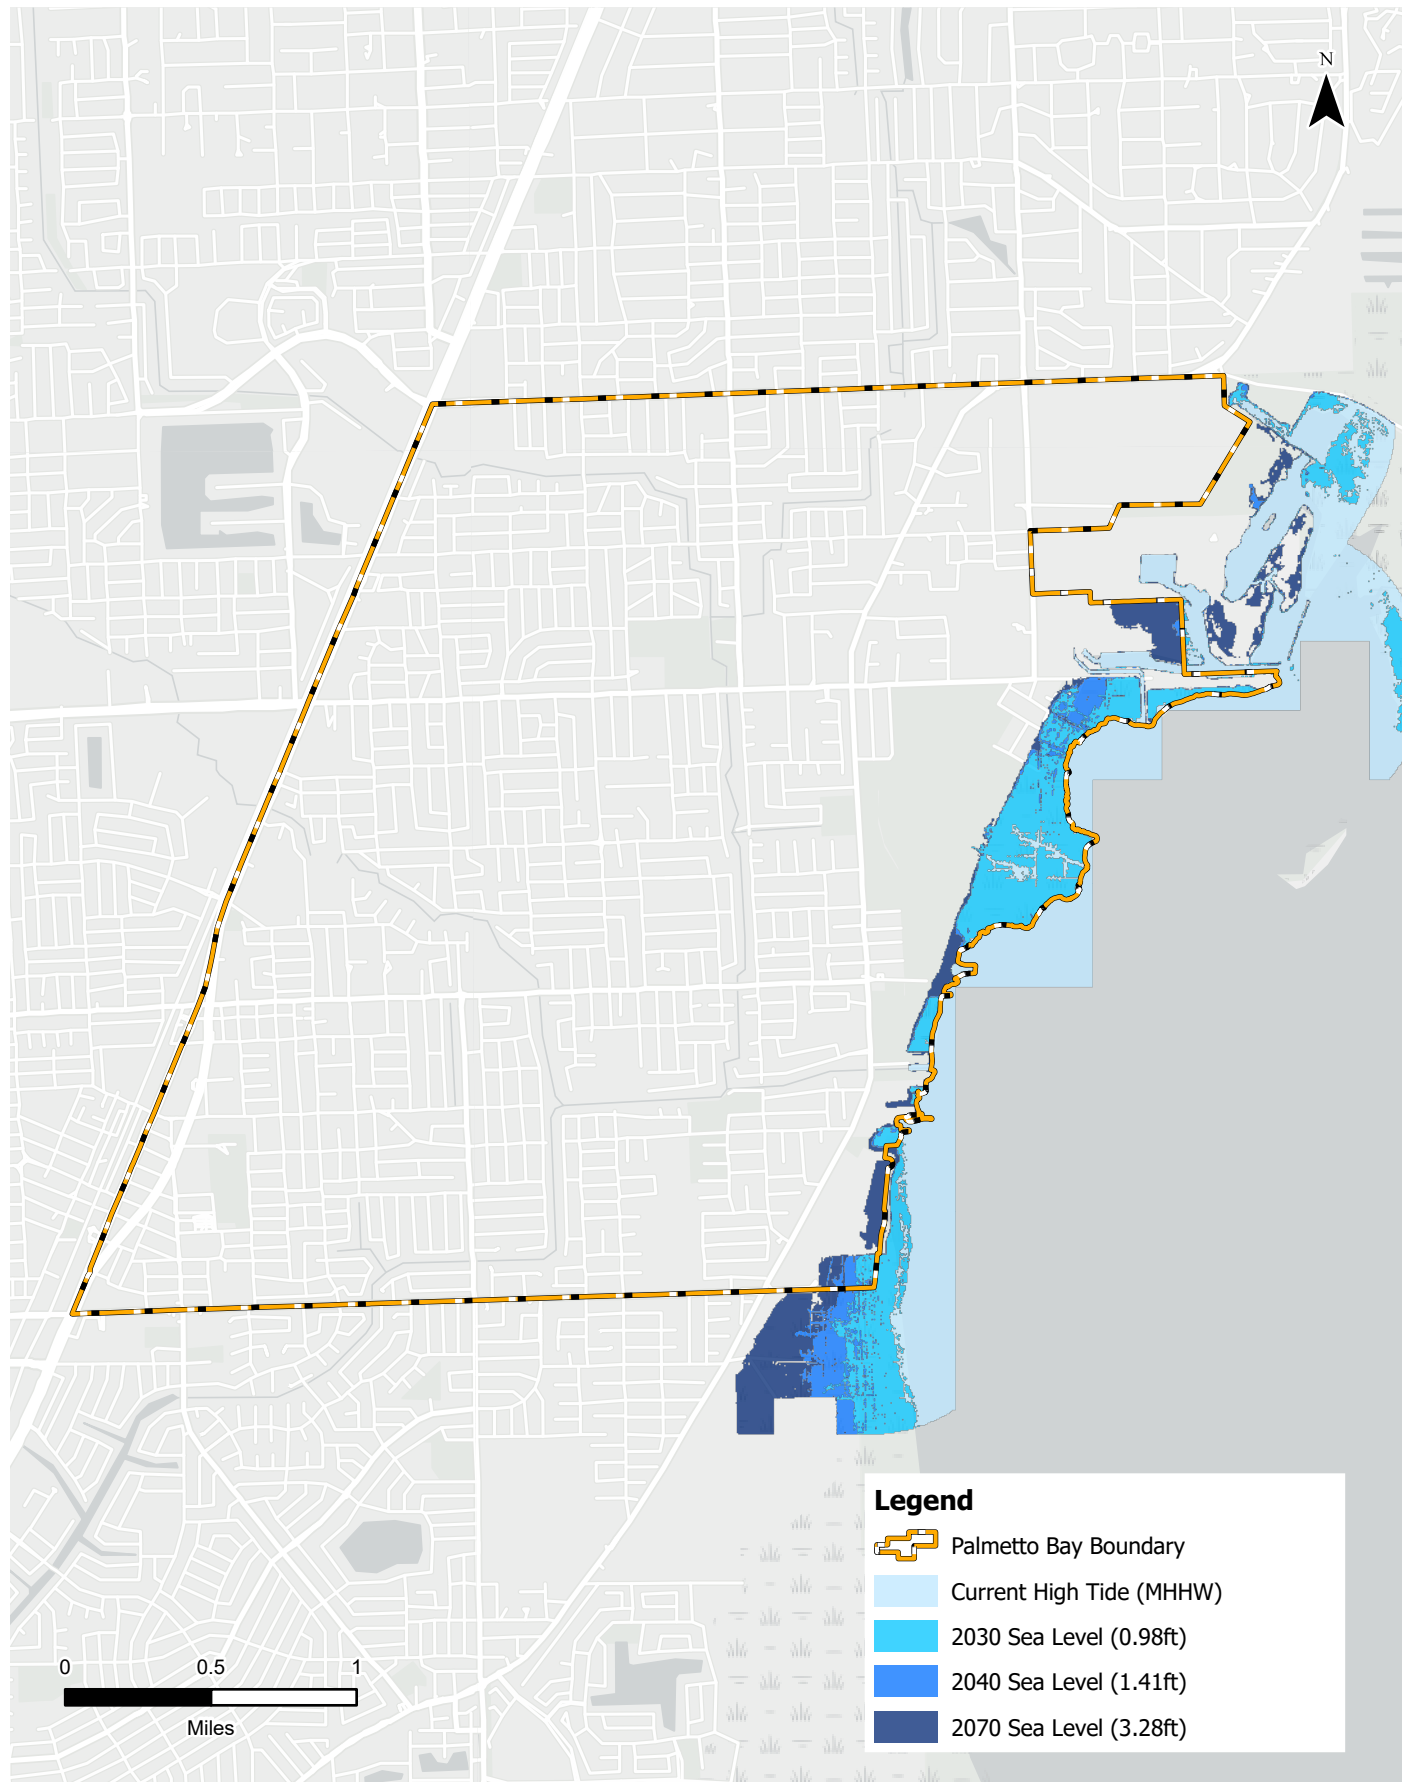 N
Legend
Palmetto Bay Boundary
Current High Tide (MHHW)
2030 Sea Level (0.98ft)
2040 Sea Level (1.41ft)
2070 Sea Level (3.28ft)
0 0.5 1
Miles